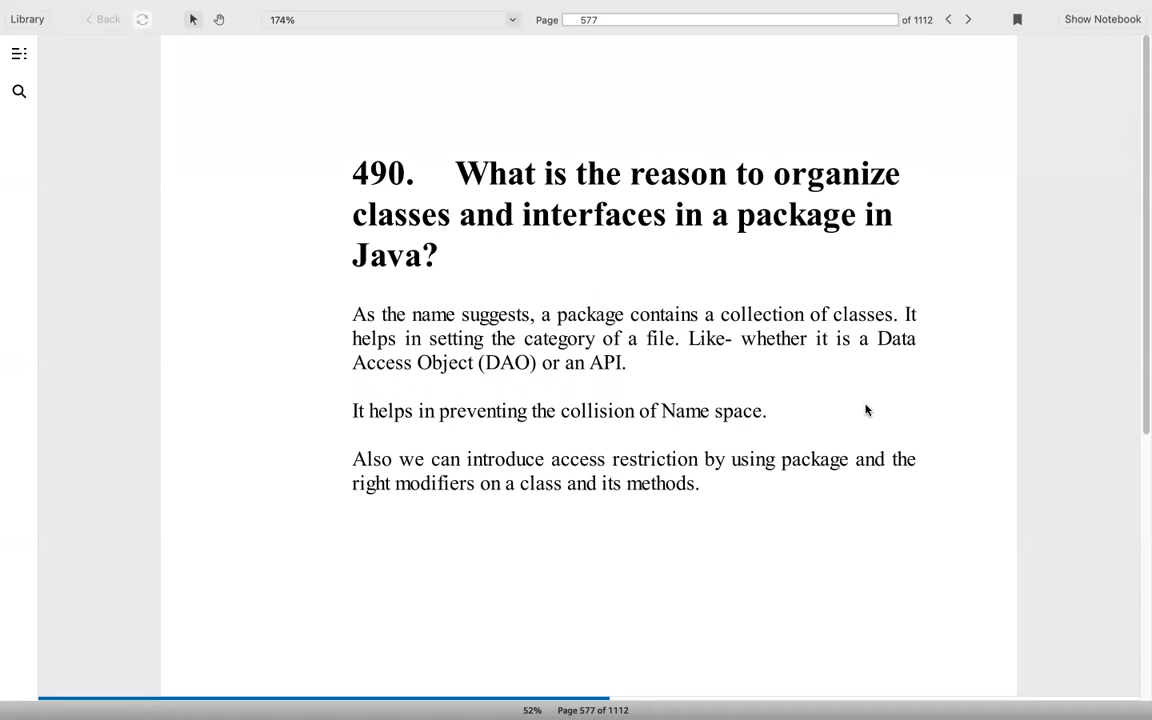 Library
Back
174%
Page 577 of 1112
Show Notebook
490. What is the reason to organize
classes and interfaces in a package in
Java?
As the name suggests, a package contains a collection of classes. It
helps in setting the category of a file. Like- whether it is a Data
Access Object (DAO) or an API.
It helps in preventing the collision of Name space.
Also we can introduce access restriction by using package and the
right modifiers on a class and its methods.
52% Page 577 of 1112